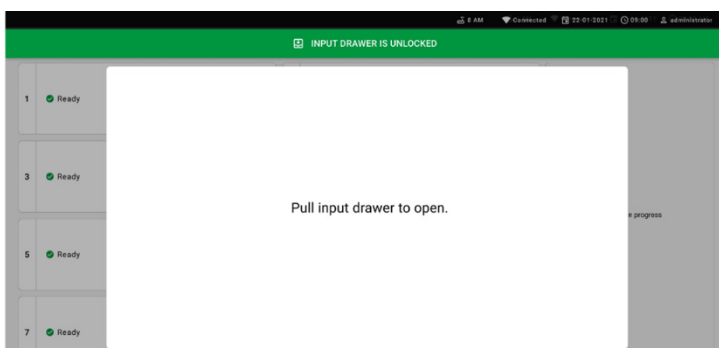 8 AM Connected 22-01-2021 09:00 administrator
INPUT DRAWER IS UNLOCKED
1 Ready
3 Ready
Pull input drawer to open.
progress
5 Ready
7 Ready